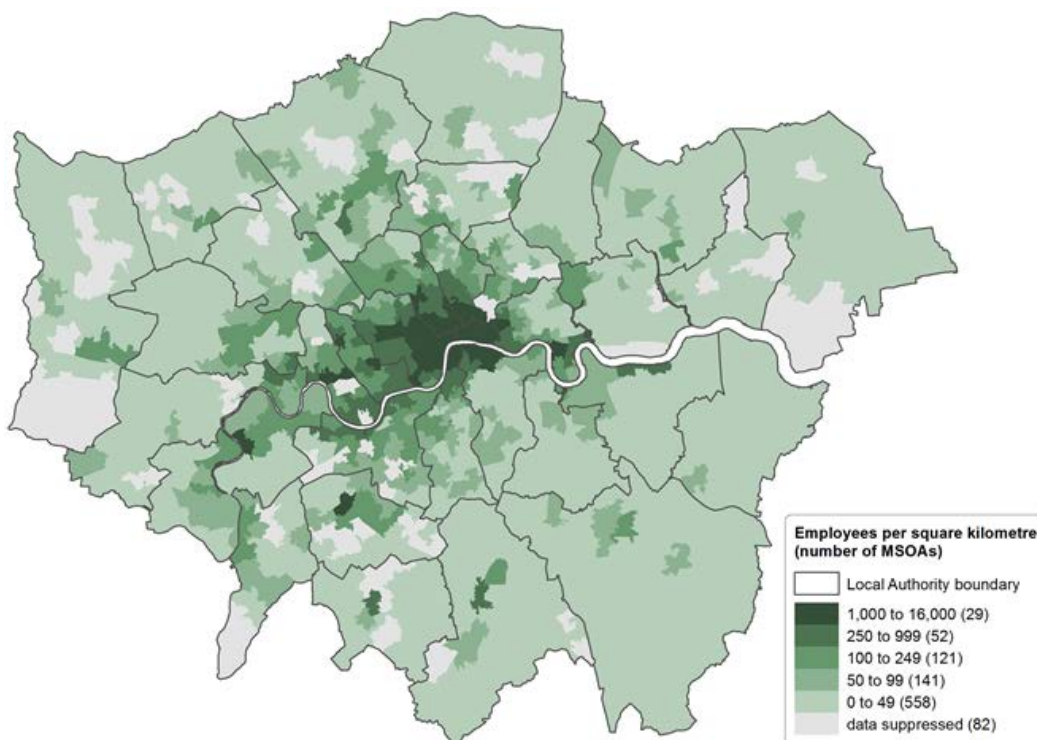 Employees per square kilometre
(number of MSOAs)
Local Authority boundary
1,000 to 16,000 (29)
250 to 999 (52)
100 to 249 (121)
50 to 99 (141)
0 to 49 (558)
data suppressed (82)